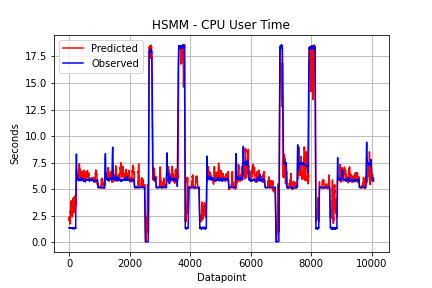 HSMM - CPU User Time
Predicted
Observed
17.5
15.0
12.5
10.0
7.5
5.0
2.5
0.0
Seconds
0 2000 4000 6000 8000 10000
Datapoint